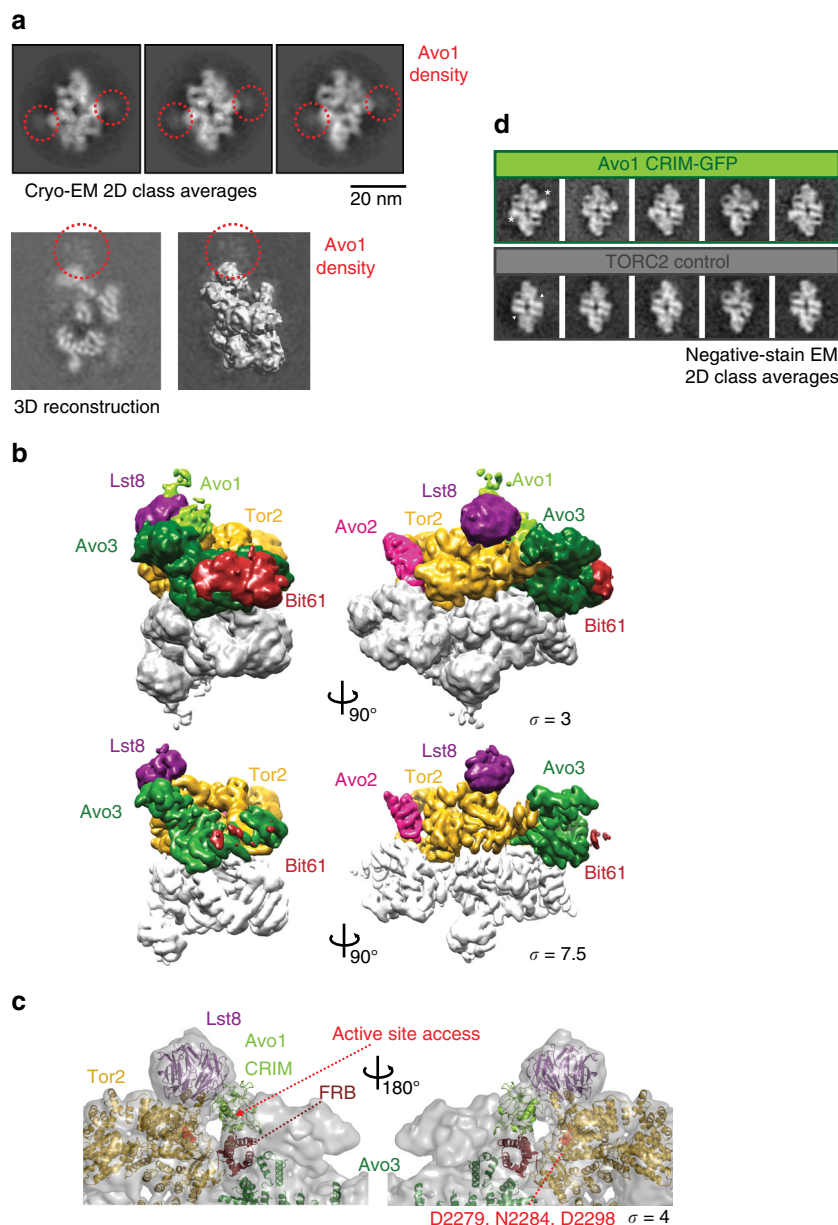 a
Avo1
density
Cryo-EM 2D class averages
20 nm
Avo1
density
3D reconstruction
d
Avo1 CRIM-GFP
* *
TORC2 control
Negative-stain EM
2D class averages
b
Lst8
Avo1
Avo3
Tor2
Bit61
Lst8
Avo1
Avo2
Tor2
Avo3
Bit61
90°
σ = 3
Lst8
Tor2
Avo3
Bit61
Lst8
Avo2
Tor2
Avo3
Bit61
90°
σ = 7.5
c
Lst8
Avo1
CRIM
Active site access
Tor2
FRB
180°
Avo3
D2279. N2284. D2298
σ = 4